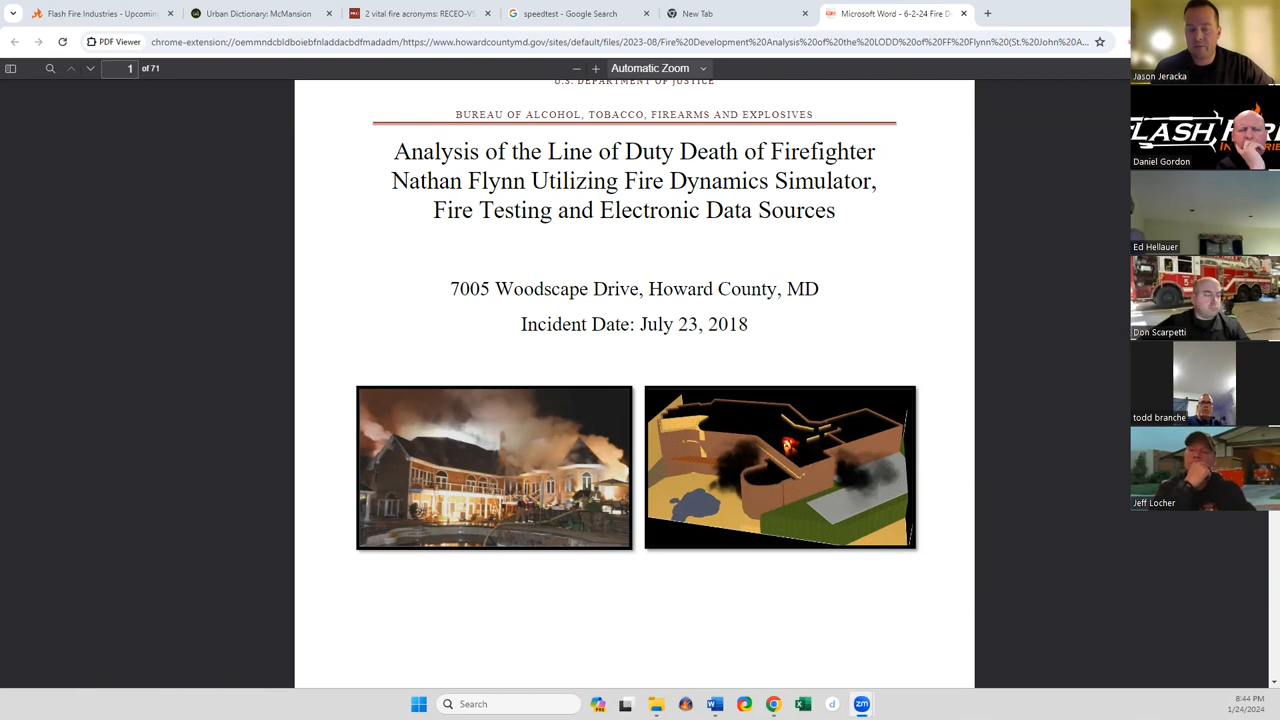 Flash Fire Industries - Upcoming
Urban Dictionary: McMansion
2 vital fire acronyms: RECEO-VS
speedtest - Google Search
New Tab
Microsoft Word - 6-2-24 Fire D
PDF Viewer
chrome-extension://oemmndcbldboiebfnladdacbdfmadadm/https://www.howardcountymd.gov/sites/default/files/2023-08/Fire%20Development%20Analysis%20of%20the%20LODD%20of%20FF%20Flynn%20(St.%20John%20A...
1 of 71
Automatic Zoom
U.S. DEPARTMENT OF JUSTICE
BUREAU OF ALCOHOL, TOBACCO, FIREARMS AND EXPLOSIVES
Analysis of the Line of Duty Death of Firefighter
Nathan Flynn Utilizing Fire Dynamics Simulator,
Fire Testing and Electronic Data Sources
7005 Woodscape Drive, Howard County, MD
Incident Date: July 23, 2018
Jason Jeracka
FLASH FIRE
Daniel Gordon
Ed Hellauer
Don Scarpetti
todd branche
Jeff Locher
Search
8:44 PM
1/24/2024